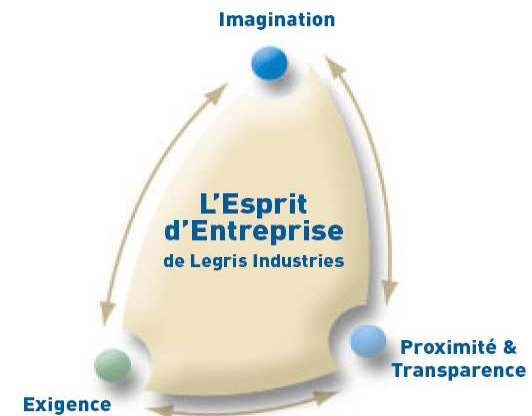 Imagination
L'Esprit
d'Entreprise
de Legris Industries
Proximité &
Transparence
Exigence